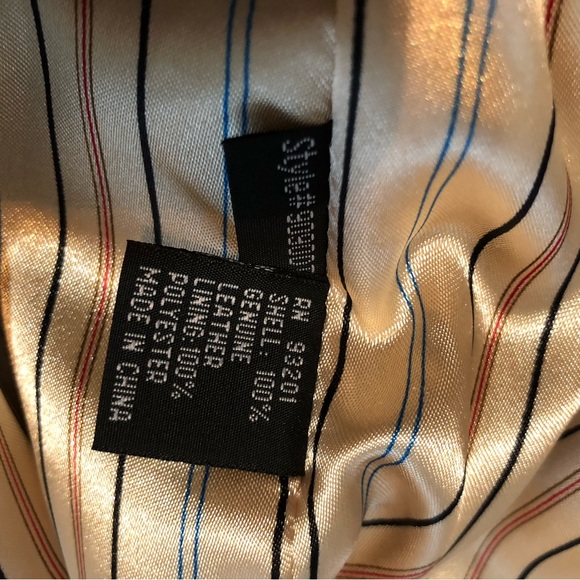 RN 93201
SHELL: 100%
GENUINE
LEATHER
LINING:100%
POLYESTER
MADE IN CHINA